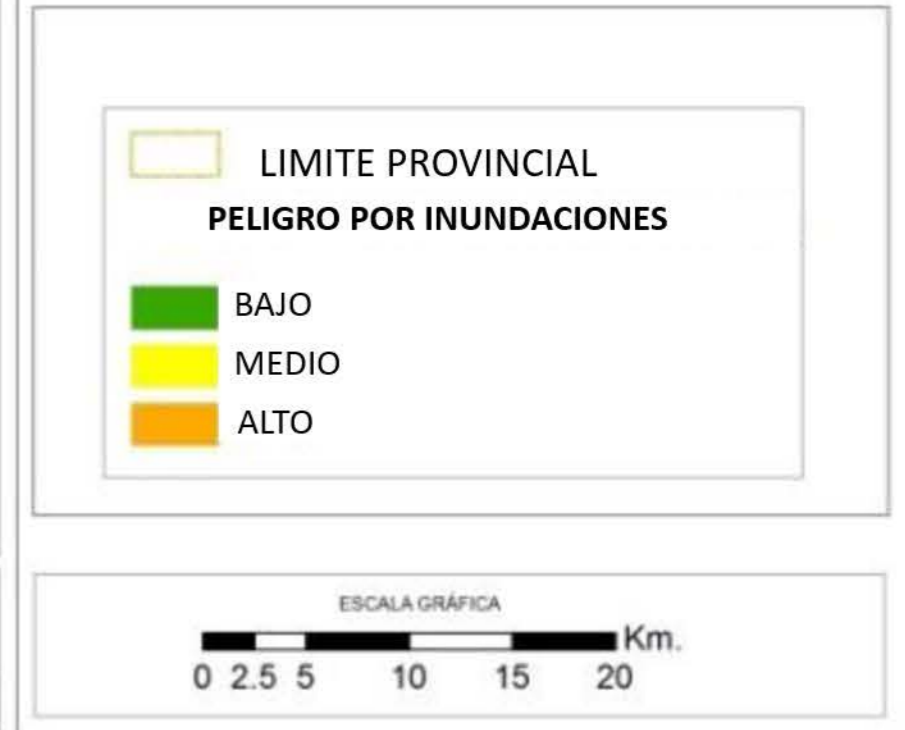 LIMITE PROVINCIAL
PELIGRO POR INUNDACIONES
BAJO
MEDIO
ALTO
ESCALA GRÁFICA
Km.
0 2.5 5 10 15 20